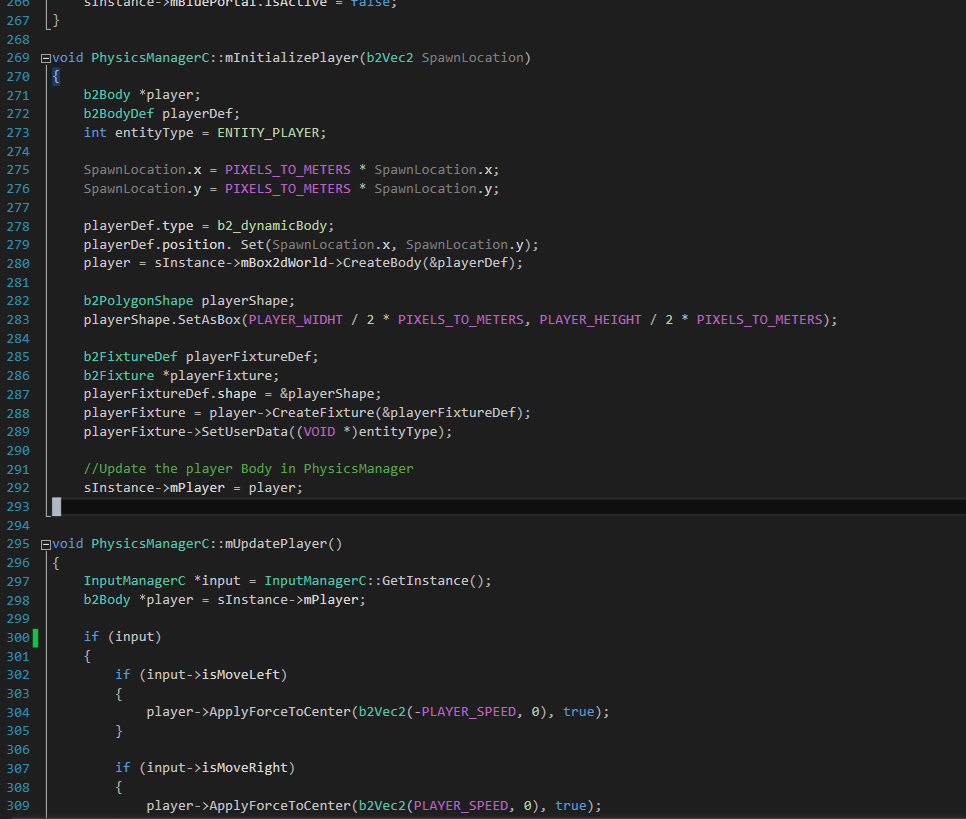 266 sInstance->mBluePortal.isActive = false;
267 }
268
269 void PhysicsManagerC::mInitializePlayer(b2Vec2 SpawnLocation)
270 {
271 b2Body *player;
272 b2BodyDef playerDef;
273 int entityType = ENTITY_PLAYER;
274
275 SpawnLocation.x = PIXELS_TO_METERS * SpawnLocation.x;
276 SpawnLocation.y = PIXELS_TO_METERS * SpawnLocation.y;
277
278 playerDef.type = b2_dynamicBody;
279 playerDef.position. Set(SpawnLocation.x, SpawnLocation.y);
280 player = sInstance->mBox2dWorld->CreateBody(&playerDef);
281
282 b2PolygonShape playerShape;
283 playerShape.SetAsBox(PLAYER_WIDHT / 2 * PIXELS_TO_METERS, PLAYER_HEIGHT / 2 * PIXELS_TO_METERS);
284
285 b2FixtureDef playerFixtureDef;
286 b2Fixture *playerFixture;
287 playerFixtureDef.shape = &playerShape;
288 playerFixture = player->CreateFixture(&playerFixtureDef);
289 playerFixture->SetUserData((VOID *)entityType);
290
291 //Update the player Body in PhysicsManager
292 sInstance->mPlayer = player;
293
294
295 void PhysicsManagerC::mUpdatePlayer()
296 {
297 InputManagerC *input = InputManagerC::GetInstance();
298 b2Body *player = sInstance->mPlayer;
299
300 if (input)
301 {
302 if (input->isMoveLeft)
303 {
304 player->ApplyForceToCenter(b2Vec2(-PLAYER_SPEED, 0), true);
305 }
306
307 if (input->isMoveRight)
308 {
309 player->ApplyForceToCenter(b2Vec2(PLAYER_SPEED, 0), true);